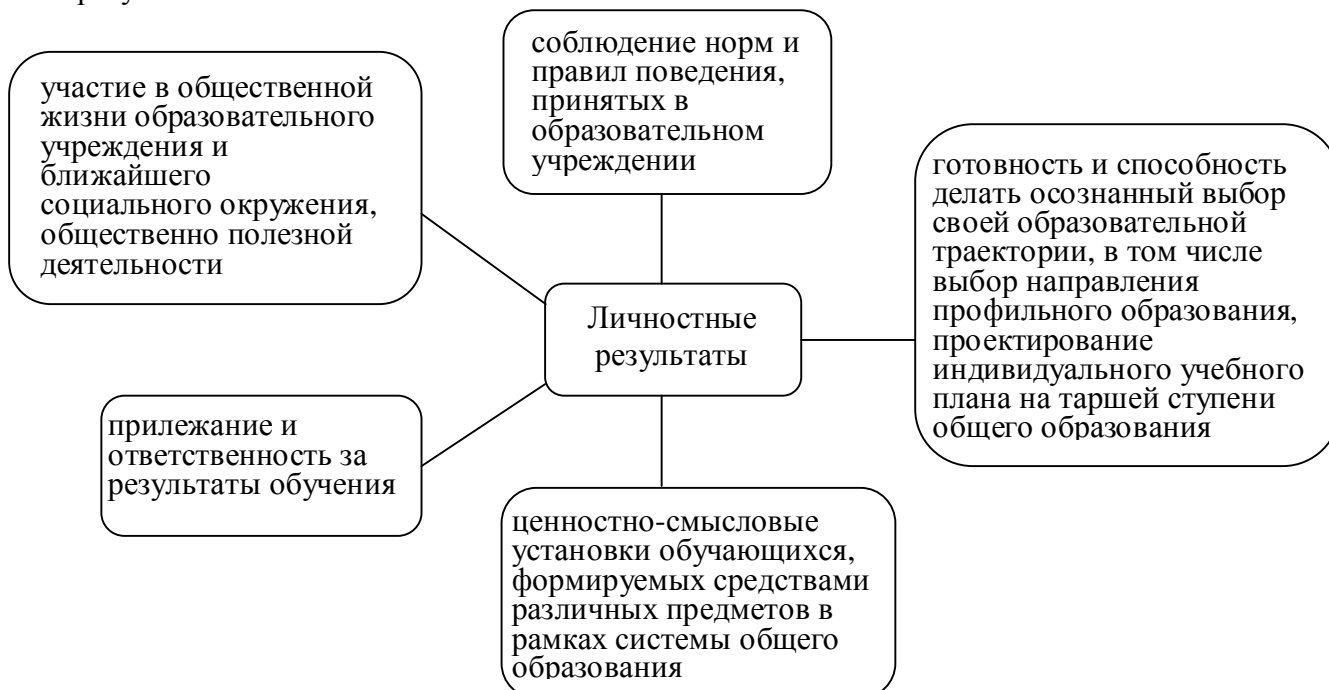 соблюдение норм и
правил поведения,
принятых в
образовательном
учреждении
участие в общественной
жизни образовательного
учреждения и
ближайшего
социального окружения,
общественно полезной
деятельности
готовность и способность
делать осознанный выбор
своей образовательной
траектории, в том числе
выбор направления
профильного образования,
проектирование
индивидуального учебного
плана на таршей ступени
общего образования
Личностные
результаты
прилежание и
ответственность за
результаты обучения
ценностно-смысловые
установки обучающихся,
формируемых средствами
различных предметов в
рамках системы общего
образования